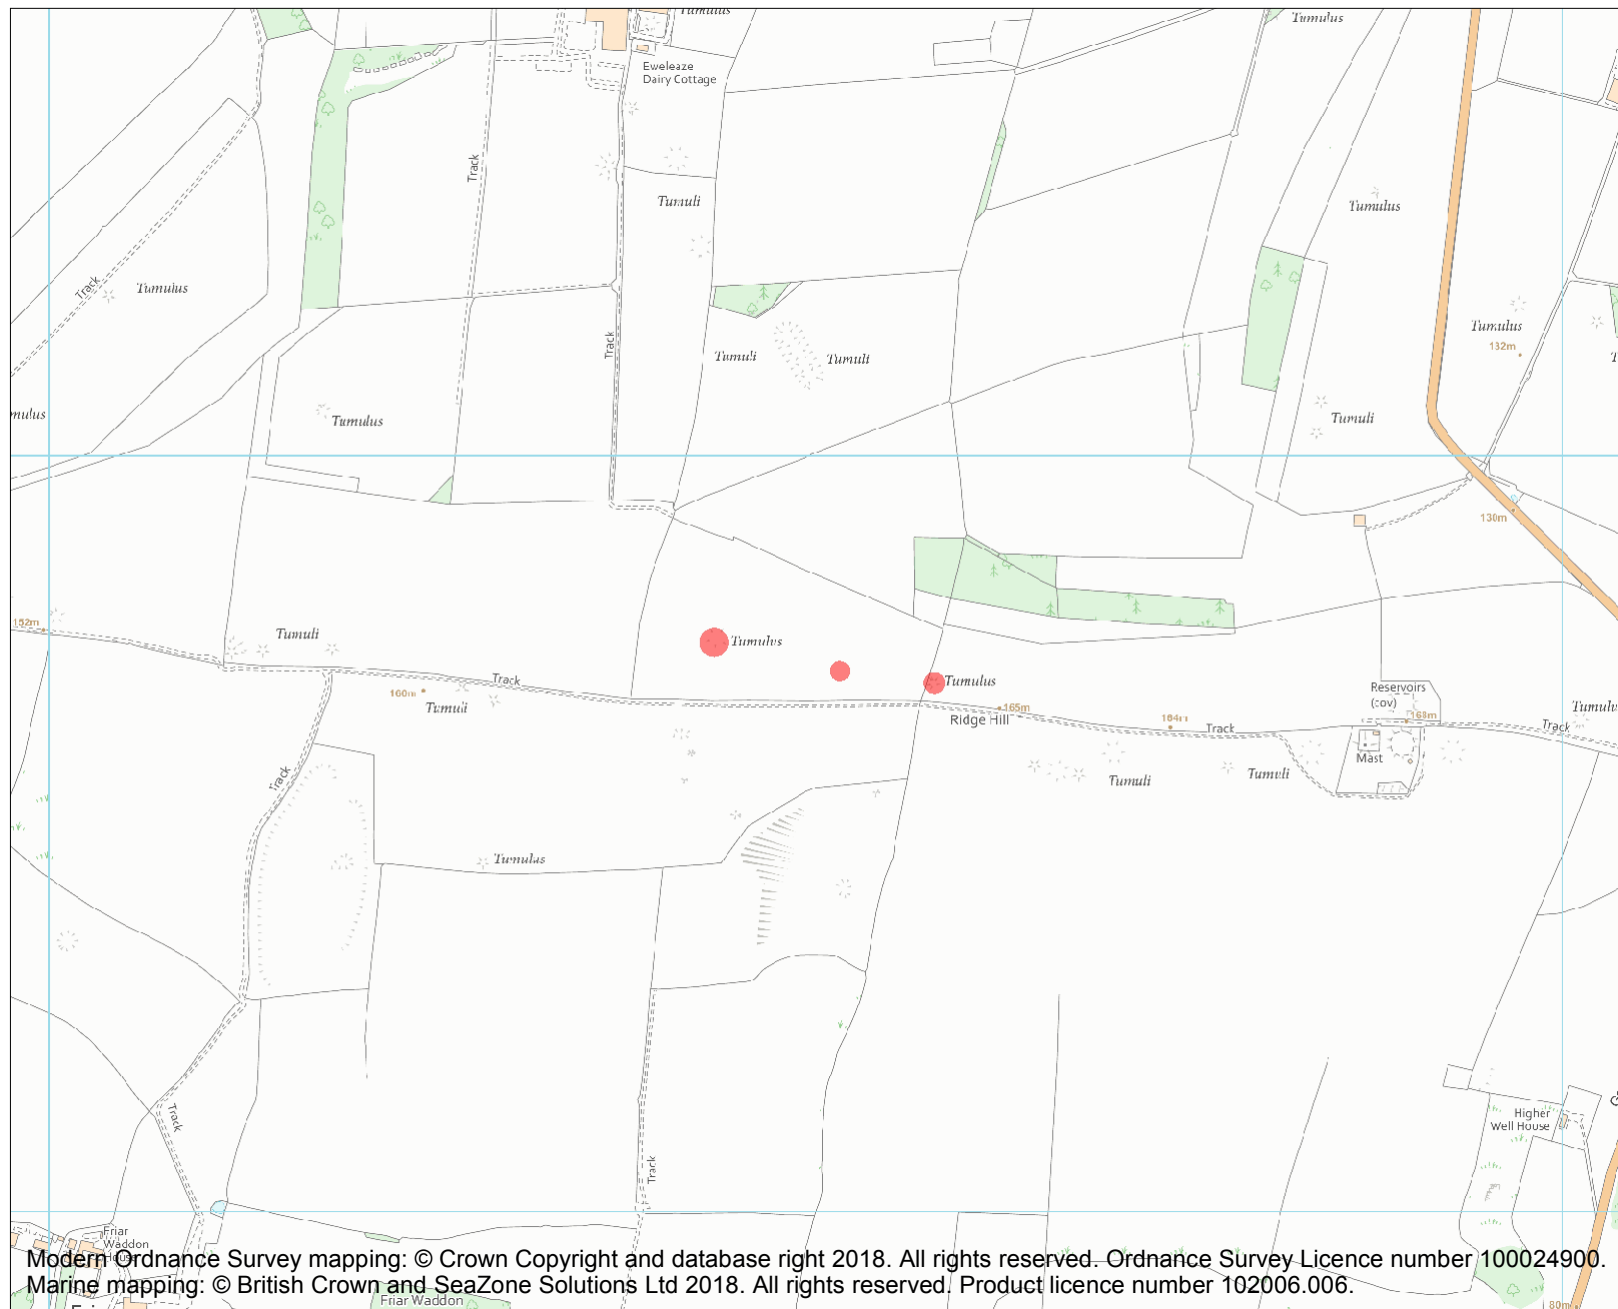 Tumulus
Tumulus
Eweleaze
Dairy Cottage
Track
Tumuli
Tumulus
Track
Tumulus
Tumulus
132m
Track
Tumuli
Tumuli
mulus
Tumulus
Tumuli
130m
152m
Tumuli
Tumulus
Track
160m
Tumuli
Tumulus
Ridge Hill
165m
164m
Track
Reservoirs
(cov)
168m
Tumulu
Track
Mast
Tumuli
Tumuli
Track
Tumulus
Track
Track
Higher
Well House
Friar
Waddon
House
Modern Ordnance Survey mapping: © Crown Copyright and database right 2018. All rights reserved. Ordnance Survey Licence number 100024900.
Marine mapping: © British Crown and SeaZone Solutions Ltd 2018. All rights reserved. Product licence number 102006.006.
Friar Waddon
80m